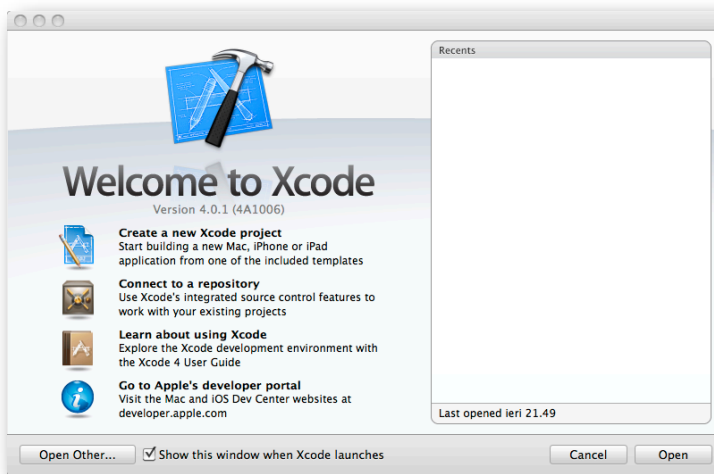 Recents
Welcome to Xcode
Version 4.0.1 (4A1006)
Create a new Xcode project
Start building a new Mac, iPhone or iPad
application from one of the included templates
Connect to a repository
Use Xcode's integrated source control features to
work with your existing projects
Learn about using Xcode
Explore the Xcode development environment with
the Xcode 4 User Guide
Go to Apple's developer portal
Visit the Mac and iOS Dev Center websites at
developer.apple.com
Last opened ieri 21.49
Open Other...
Show this window when Xcode launches
Cancel
Open